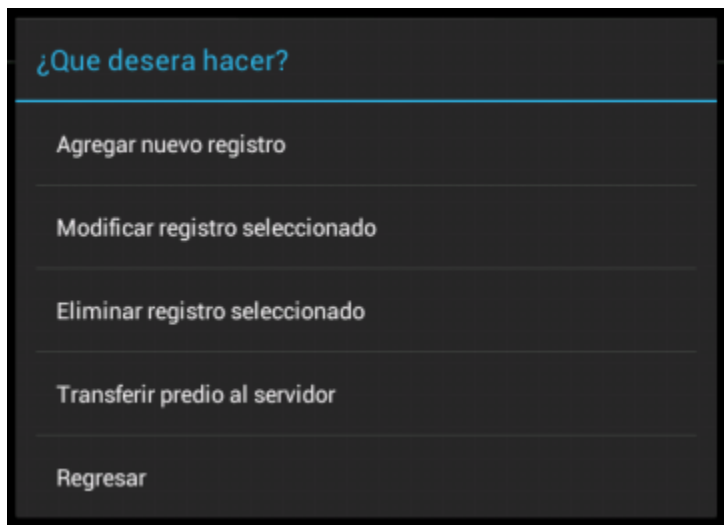 ¿Que desera hacer?
Agregar nuevo registro
Modificar registro seleccionado
Eliminar registro seleccionado
Transferir predio al servidor
Regresar